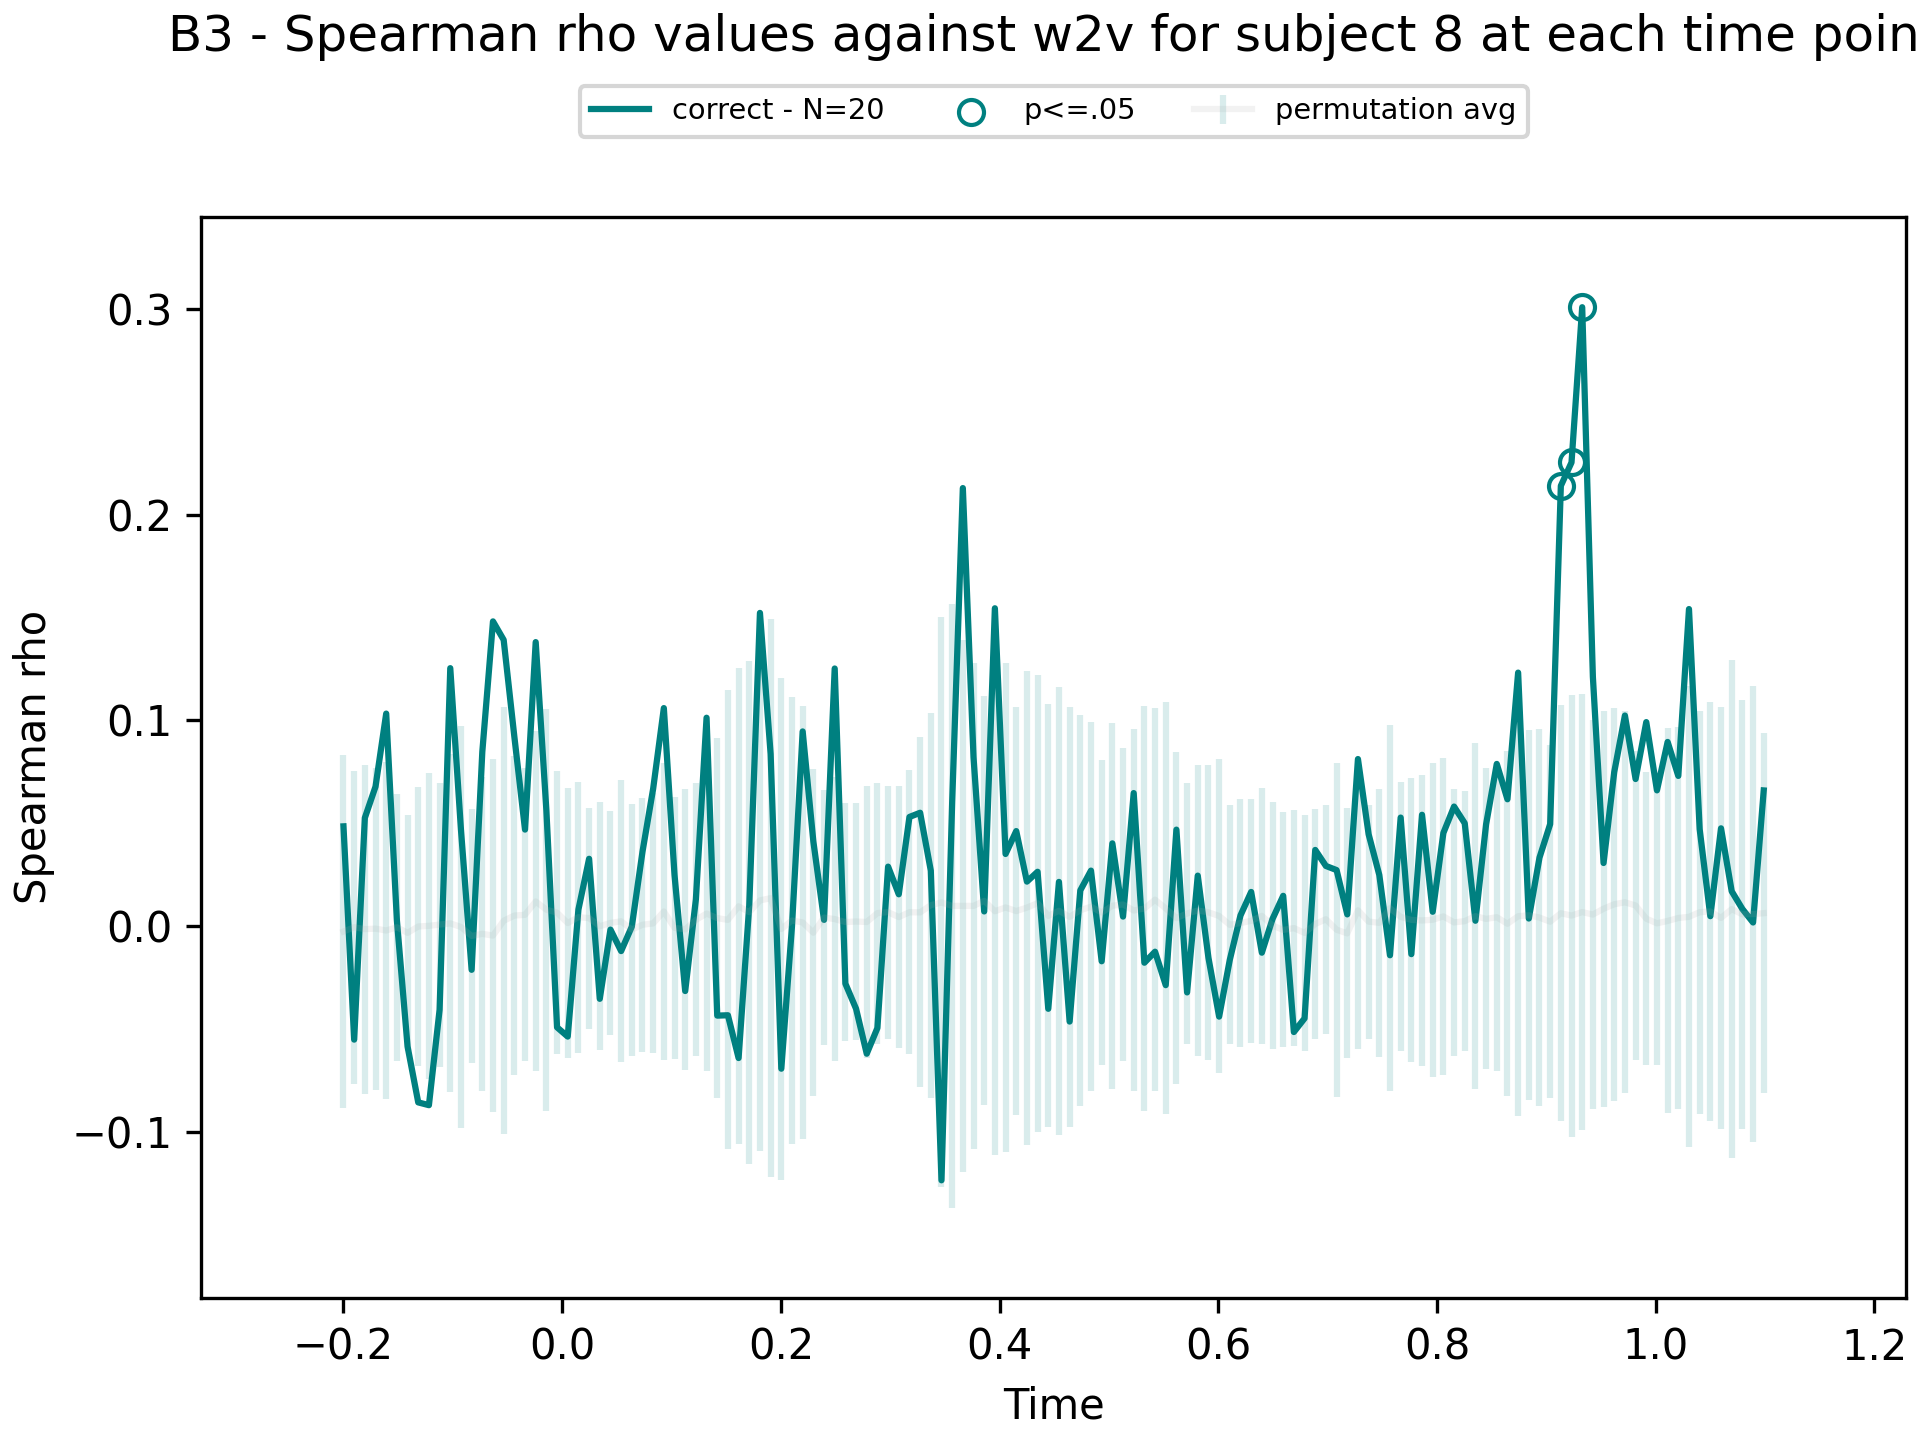 B3 - Spearman rho values against w2v for subject 8 at each time poin
correct - N=20 p<=.05 permutation avg
0.3
0.2
0.1
0.0
−0.1
Spearman rho
−0.2 0.0 0.2 0.4 0.6 0.8 1.0 1.2
Time